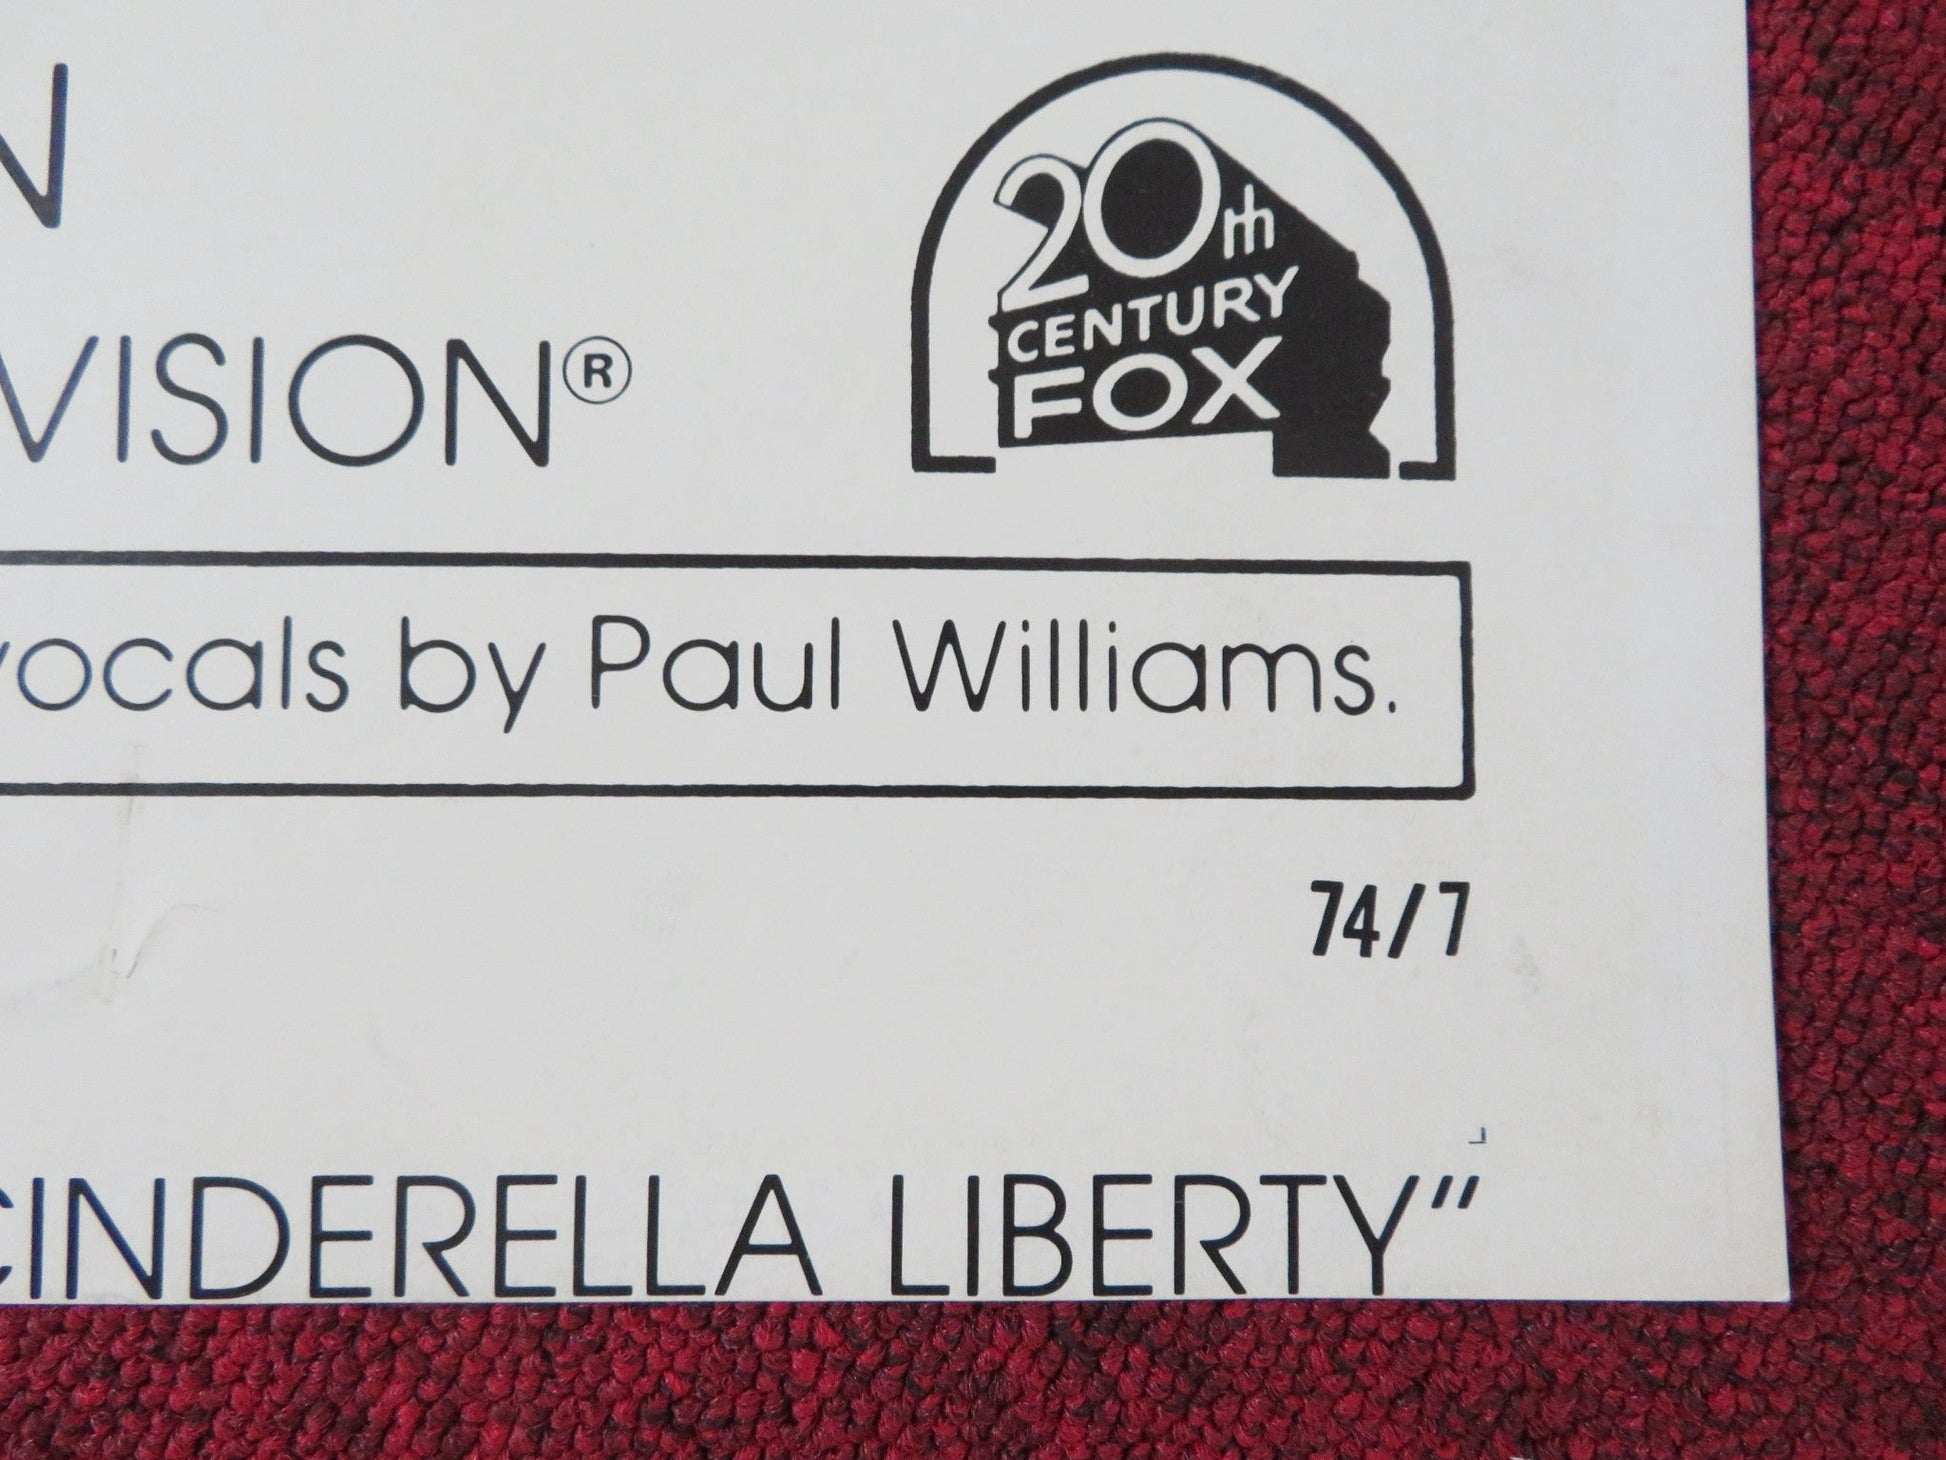 N
VISION®
20th
CENTURY
FOX
vocals by Paul Williams.
74/7
CINDERELLA LIBERTY"